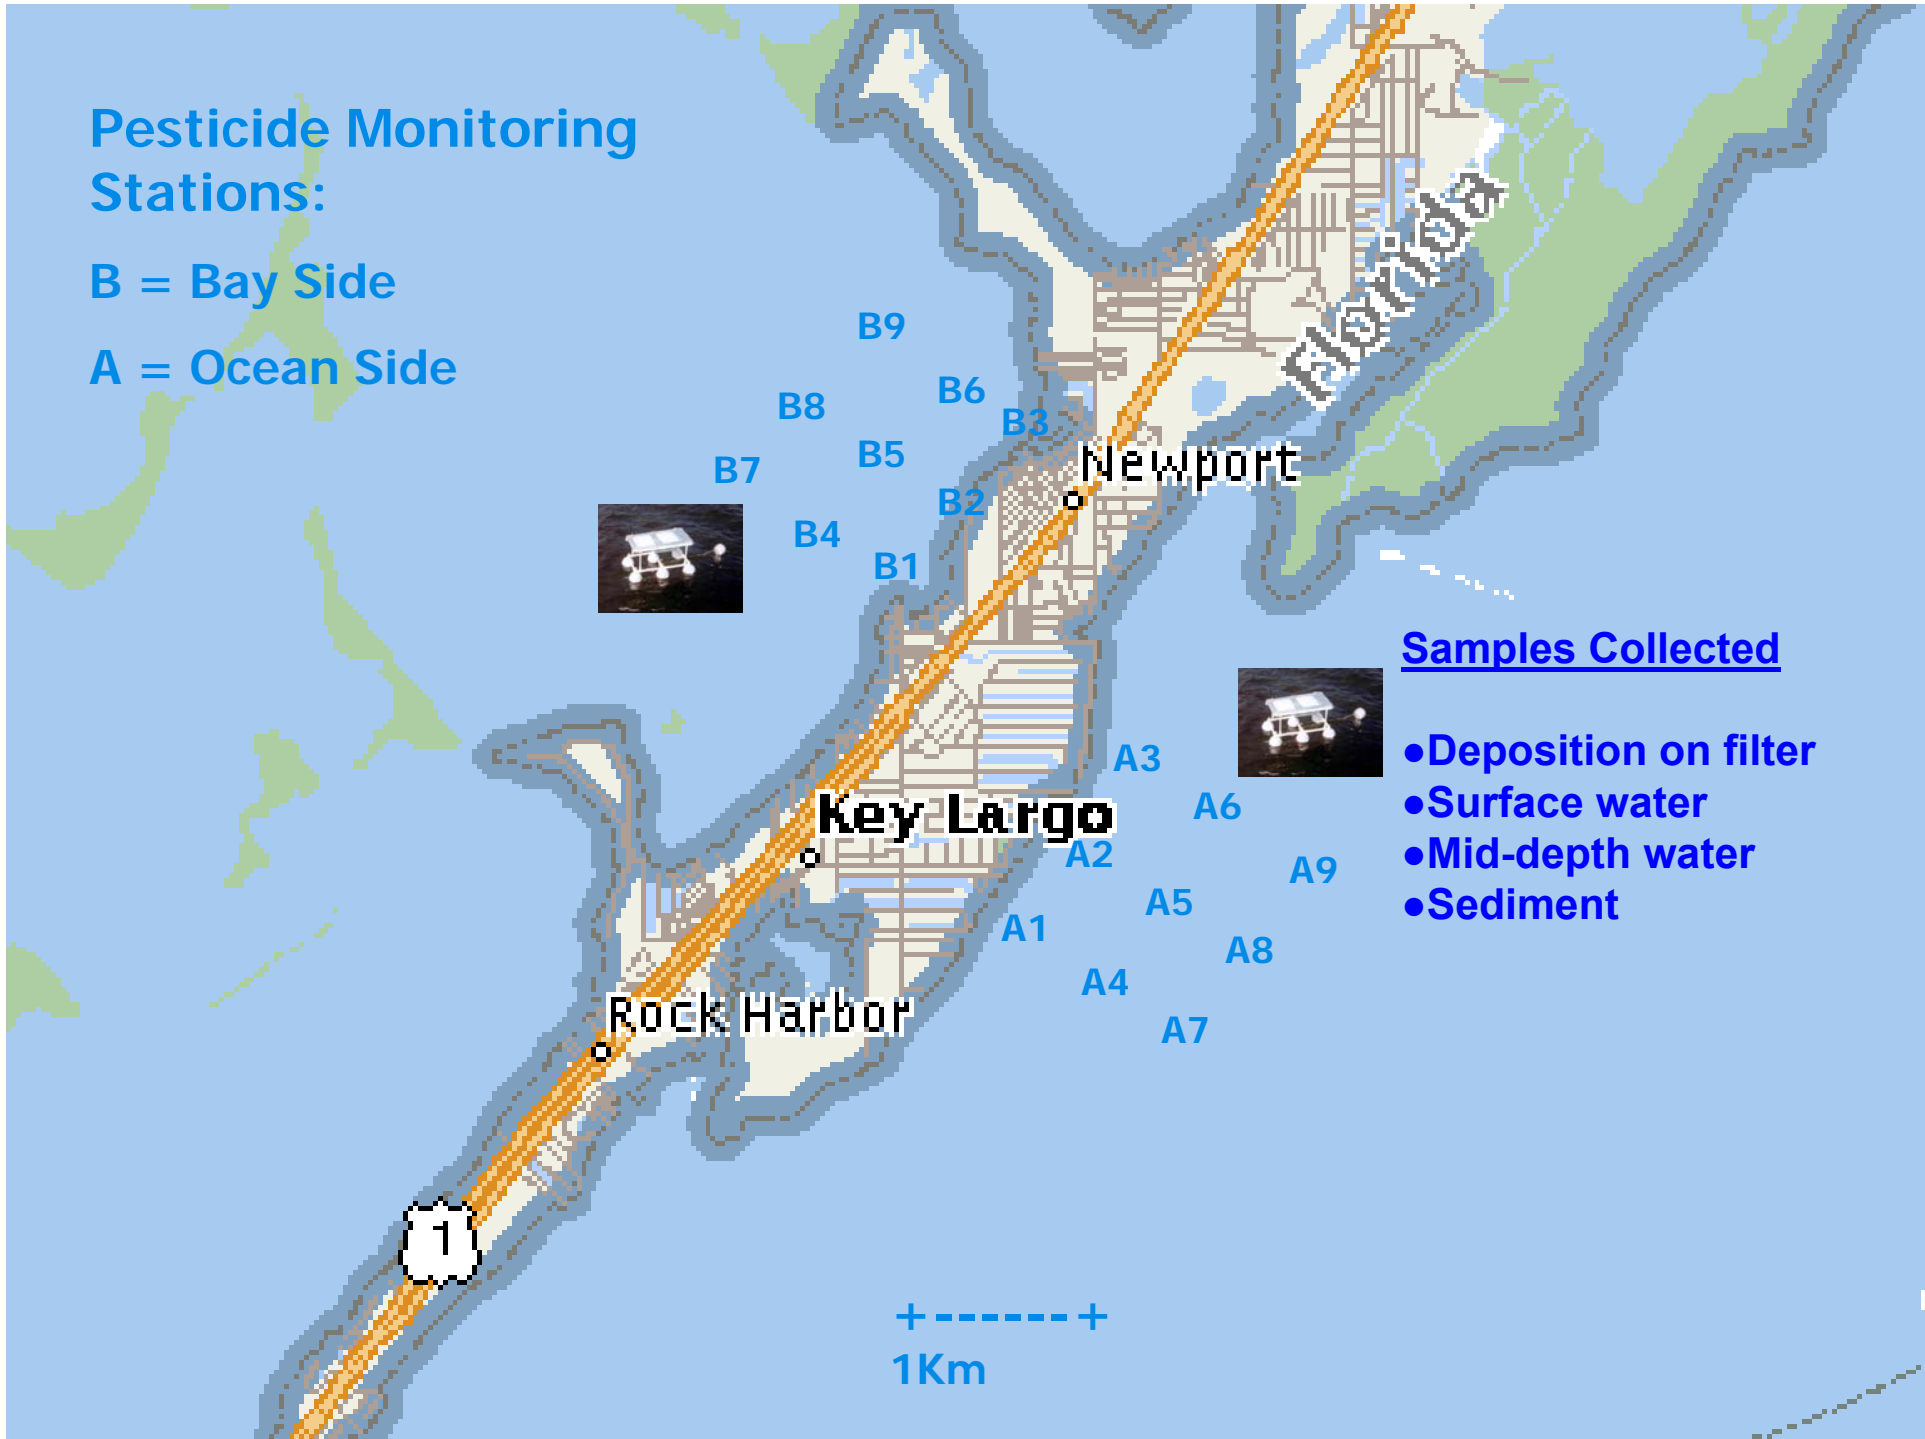 Pesticide Monitoring
Stations:
B = Bay Side
A = Ocean Side
Florida
B9
B6
B8
B3
B5
Newport
B7
B2
B4
B1
Samples Collected
●Deposition on filter
●Surface water
●Mid-depth water
●Sediment
A3
A6
Key Largo
A2
A9
A5
A1
A8
A4
Rock Harbor
A7
1
+------+
1Km